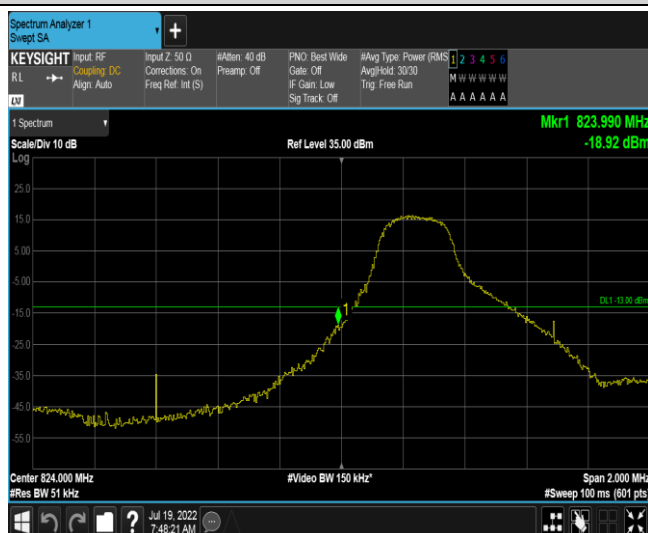 Spectrum Analyzer 1
Swept SA
+
KEYSIGHT
RL
LXI
Input: RF
Coupling: DC
Align: Auto
Input Z: 50 Ω
Corrections: On
Freq Ref: Int (S)
#Atten: 40 dB
Preamp: Off
PNO: Best Wide
Gate: Off
IF Gain: Low
Sig Track: Off
#Avg Type: Power (RMS
Avg|Hold: 30/30
Trig: Free Run
1 2 3 4 5 6
M W W W W W
A A A A A A
1 Spectrum
Scale/Div 10 dB
Ref Level 35.00 dBm
Mkr1 823.990 MHz
-18.92 dBm
Log
25.0
15.0
5.00
-5.00
-15.0
-25.0
-35.0
-45.0
-55.0
1
DL1 -13.00 dBm
Center 824.000 MHz
#Video BW 150 kHz*
Span 2.000 MHz
#Res BW 51 kHz
#Sweep 100 ms (601 pts)
?
Jul 19, 2022
7:48:21 AM